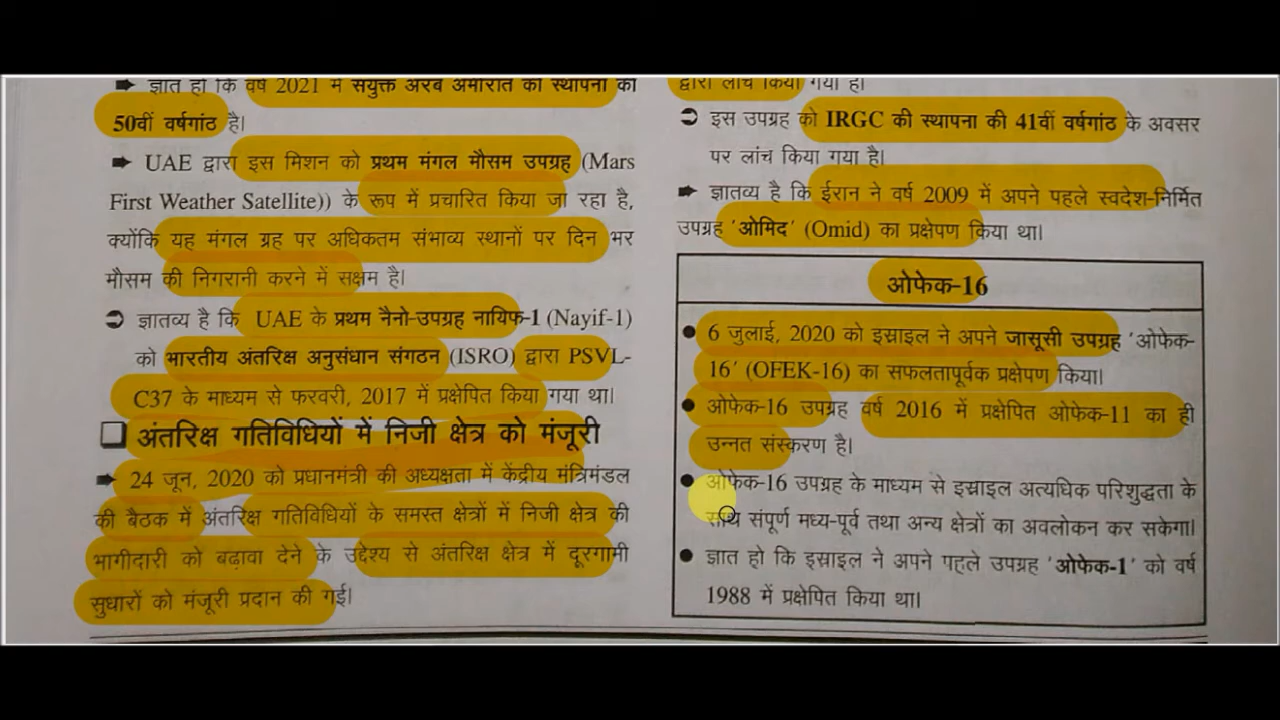 ➡ ज्ञात हो कि वर्ष 2021 में संयुक्त अरब अमीरात की स्थापना की
50वीं वर्षगांठ है।
➡ UAE द्वारा इस मिशन को प्रथम मंगल मौसम उपग्रह (Mars
First Weather Satellite)) के रूप में प्रचारित किया जा रहा है,
क्योंकि यह मंगल ग्रह पर अधिकतम संभाव्य स्थानों पर दिन भर
मौसम की निगरानी करने में सक्षम है।
➲ ज्ञातव्य है कि UAE के प्रथम नैनो-उपग्रह नायिफ-1 (Nayif-1)
को भारतीय अंतरिक्ष अनुसंधान संगठन (ISRO) द्वारा PSVL-
C37 के माध्यम से फरवरी, 2017 में प्रक्षेपित किया गया था।
❑ अंतरिक्ष गतिविधियों में निजी क्षेत्र को मंजूरी
➡ 24 जून, 2020 को प्रधानमंत्री की अध्यक्षता में केंद्रीय मंत्रिमंडल
की बैठक में अंतरिक्ष गतिविधियों के समस्त क्षेत्रों में निजी क्षेत्र की
भागीदारी को बढ़ावा देने के उद्देश्य से अंतरिक्ष क्षेत्र में दूरगामी
सुधारों को मंजूरी प्रदान की गई।
द्वारा लांच किया गया है।
➲ इस उपग्रह को IRGC की स्थापना की 41वीं वर्षगांठ के अवसर
पर लांच किया गया है।
➡ ज्ञातव्य है कि ईरान ने वर्ष 2009 में अपने पहले स्वदेश-निर्मित
उपग्रह 'ओमिद' (Omid) का प्रक्षेपण किया था।
ओफेक-16
● 6 जुलाई, 2020 को इस्राइल ने अपने जासूसी उपग्रह 'ओफेक-
16' (OFEK-16) का सफलतापूर्वक प्रक्षेपण किया।
● ओफेक-16 उपग्रह वर्ष 2016 में प्रक्षेपित ओफेक-11 का ही
उन्नत संस्करण है।
● ओफेक-16 उपग्रह के माध्यम से इस्राइल अत्यधिक परिशुद्धता के
साथ संपूर्ण मध्य-पूर्व तथा अन्य क्षेत्रों का अवलोकन कर सकेगा।
● ज्ञात हो कि इस्राइल ने अपने पहले उपग्रह 'ओफेक-1' को वर्ष
1988 में प्रक्षेपित किया था।